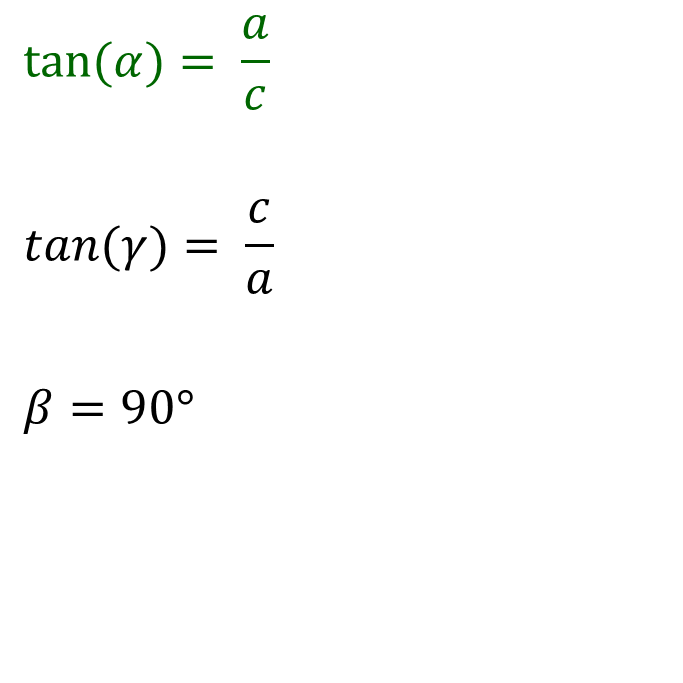 tan(α) = a/c
tan(γ) = c/a
β = 90°